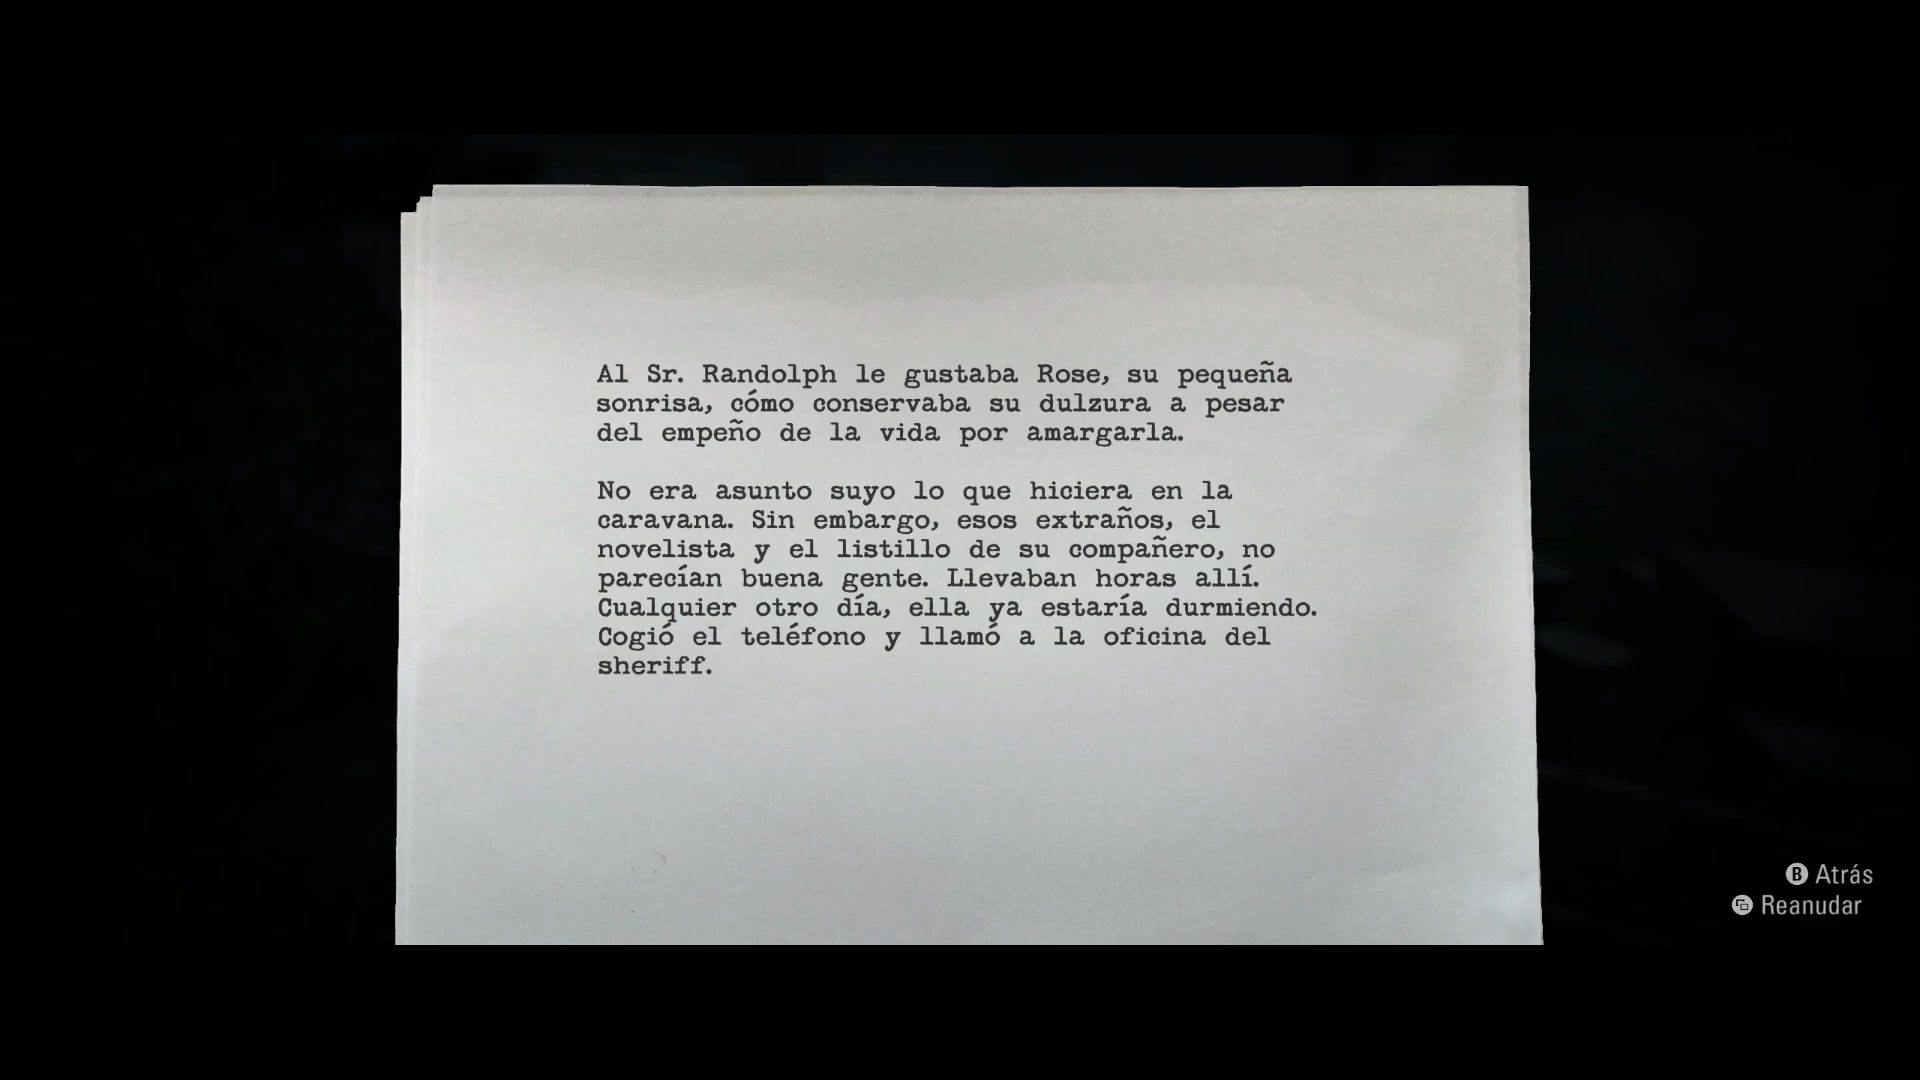 Al Sr. Randolph le gustaba Rose, su pequeña
sonrisa, cómo conservaba su dulzura a pesar
del empeño de la vida por amargarla.
No era asunto suyo lo que hiciera en la
caravana. Sin embargo, esos extraños, el
novelista y el listillo de su compañero, no
parecían buena gente. Llevaban horas allí.
Cualquier otro día, ella ya estaría durmiendo.
Cogió el teléfono y llamó a la oficina del
sheriff.
B Atrás
Reanudar